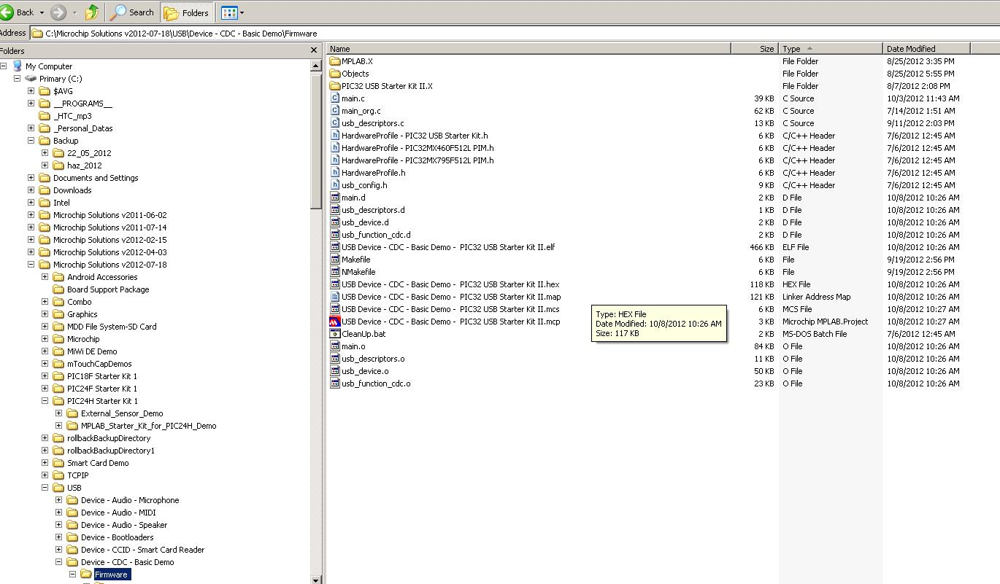 Back Search Folders
Address C:\Microchip Solutions v2012-07-18\USB\Device - CDC - Basic Demo\Firmware
Folders
My Computer
Primary (C:)
$AVG
__PROGRAMS__
_HTC_mp3
_Personal_Datas
Backup
22_05_2012
haz_2012
Documents and Settings
Downloads
Intel
Microchip Solutions v2011-06-02
Microchip Solutions v2011-07-14
Microchip Solutions v2012-02-15
Microchip Solutions v2012-04-03
Microchip Solutions v2012-07-18
Android Accessories
Board Support Package
Combo
Graphics
MDD File System-SD Card
Microchip
MiWi DE Demo
mTouchCapDemos
PIC18F Starter Kit 1
PIC24F Starter Kit 1
PIC24H Starter Kit 1
External_Sensor_Demo
MPLAB_Starter_Kit_for_PIC24H_Demo
rollbackBackupDirectory
rollbackBackupDirectory1
Smart Card Demo
TCPIP
USB
Device - Audio - Microphone
Device - Audio - MIDI
Device - Audio - Speaker
Device - Bootloaders
Device - CCID - Smart Card Reader
Device - CDC - Basic Demo
Firmware
Name Size Type Date Modified
MPLAB.X File Folder 8/25/2012 3:35 PM
Objects File Folder 8/25/2012 5:55 PM
PIC32 USB Starter Kit II.X File Folder 8/7/2012 2:08 PM
main.c 39 KB C Source 10/3/2012 11:43 AM
main_org.c 62 KB C Source 7/14/2012 1:51 AM
usb_descriptors.c 13 KB C Source 9/11/2012 2:03 PM
HardwareProfile - PIC32 USB Starter Kit.h 6 KB C/C++ Header 7/6/2012 12:45 AM
HardwareProfile - PIC32MX460F512L PIM.h 6 KB C/C++ Header 7/6/2012 12:45 AM
HardwareProfile - PIC32MX795F512L PIM.h 6 KB C/C++ Header 7/6/2012 12:45 AM
HardwareProfile.h 6 KB C/C++ Header 7/6/2012 12:45 AM
usb_config.h 9 KB C/C++ Header 7/6/2012 12:45 AM
main.d 2 KB D File 10/8/2012 10:26 AM
usb_descriptors.d 1 KB D File 10/8/2012 10:26 AM
usb_device.d 2 KB D File 10/8/2012 10:26 AM
usb_function_cdc.d 2 KB D File 10/8/2012 10:26 AM
USB Device - CDC - Basic Demo - PIC32 USB Starter Kit II.elf 466 KB ELF File 10/8/2012 10:26 AM
Makefile 6 KB File 9/19/2012 2:56 PM
NMakefile 6 KB File 9/19/2012 2:56 PM
USB Device - CDC - Basic Demo - PIC32 USB Starter Kit II.hex 118 KB HEX File 10/8/2012 10:26 AM
USB Device - CDC - Basic Demo - PIC32 USB Starter Kit II.map 121 KB Linker Address Map 10/8/2012 10:26 AM
USB Device - CDC - Basic Demo - PIC32 USB Starter Kit II.mcs 6 KB MCS File 10/8/2012 10:27 AM
USB Device - CDC - Basic Demo - PIC32 USB Starter Kit II.mcp 3 KB Microchip MPLAB.Project 10/8/2012 10:27 AM
CleanUp.bat 2 KB MS-DOS Batch File 7/6/2012 12:45 AM
main.o 84 KB O File 10/8/2012 10:26 AM
usb_descriptors.o 11 KB O File 10/8/2012 10:26 AM
usb_device.o 50 KB O File 10/8/2012 10:26 AM
usb_function_cdc.o 23 KB O File 10/8/2012 10:26 AM
Type: HEX File
Date Modified: 10/8/2012 10:26 AM
Size: 117 KB